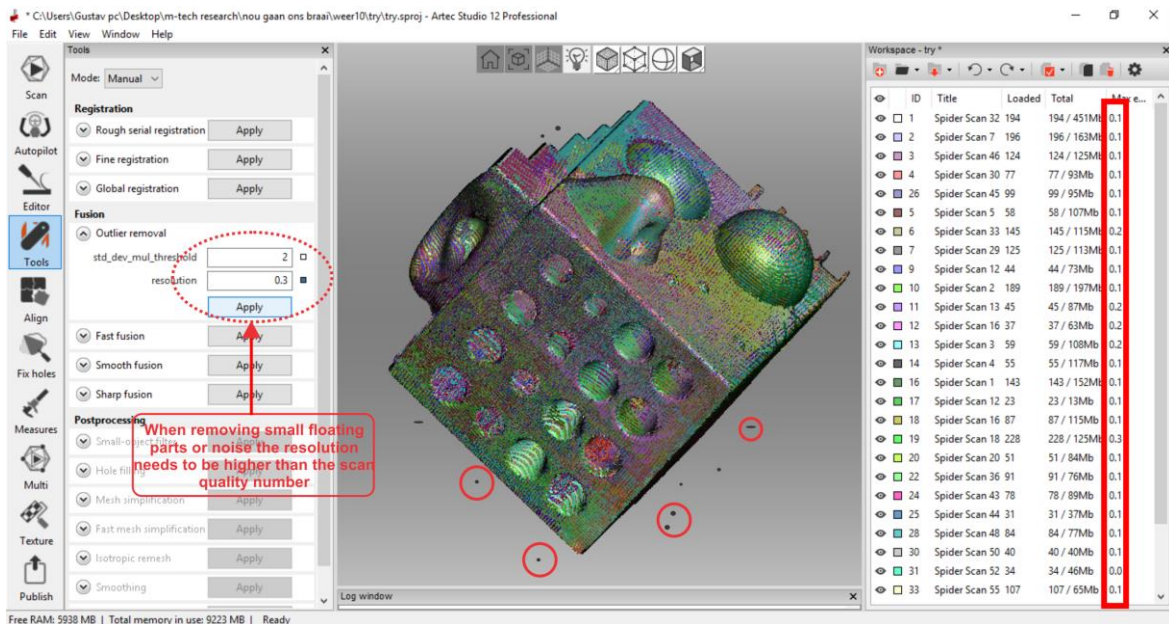 * C:\Users\Gustav pc\Desktop\m-tech research\nou gaan ons braai\weer10\try\try.sproj - Artec Studio 12 Professional
File Edit View Window Help
Tools
Mode: Manual
Registration
Rough serial registration Apply
Fine registration Apply
Global registration Apply
Fusion
Outlier removal
std_dev_mul_threshold 2
resolution 0.3
Apply
Fast fusion Apply
Smooth fusion Apply
Sharp fusion Apply
Postprocessing
Small-object filter
Hole filling
Mesh simplification Apply
Fast mesh simplification Apply
Isotropic remesh Apply
Smoothing Apply
When removing small floating
parts or noise the resolution
needs to be higher than the scan
quality number
Scan
Autopilot
Editor
Tools
Align
Fix holes
Measures
Multi
Texture
Publish
Log window
Workspace - try *
ID Title Loaded Total Max e...
1 Spider Scan 32 194 194 / 451Mb 0.1
2 Spider Scan 7 196 196 / 163Mb 0.1
3 Spider Scan 46 124 124 / 125Mb 0.1
4 Spider Scan 30 77 77 / 93Mb 0.1
26 Spider Scan 45 99 99 / 95Mb 0.1
5 Spider Scan 5 58 58 / 107Mb 0.1
6 Spider Scan 33 145 145 / 115Mb 0.2
7 Spider Scan 29 125 125 / 113Mb 0.1
9 Spider Scan 12 44 44 / 73Mb 0.1
10 Spider Scan 2 189 189 / 197Mb 0.1
11 Spider Scan 13 45 45 / 87Mb 0.2
12 Spider Scan 16 37 37 / 63Mb 0.2
13 Spider Scan 3 59 59 / 108Mb 0.2
14 Spider Scan 4 55 55 / 117Mb 0.1
16 Spider Scan 1 143 143 / 152Mb 0.1
17 Spider Scan 12 23 23 / 13Mb 0.1
18 Spider Scan 16 87 87 / 115Mb 0.1
19 Spider Scan 18 228 228 / 125Mb 0.3
20 Spider Scan 20 51 51 / 84Mb 0.1
22 Spider Scan 36 91 91 / 76Mb 0.1
24 Spider Scan 43 78 78 / 89Mb 0.1
25 Spider Scan 44 31 31 / 37Mb 0.1
28 Spider Scan 48 84 84 / 77Mb 0.1
30 Spider Scan 50 40 40 / 40Mb 0.1
31 Spider Scan 52 34 34 / 46Mb 0.0
33 Spider Scan 55 107 107 / 65Mb 0.1
Free RAM: 5938 MB | Total memory in use: 9223 MB | Ready